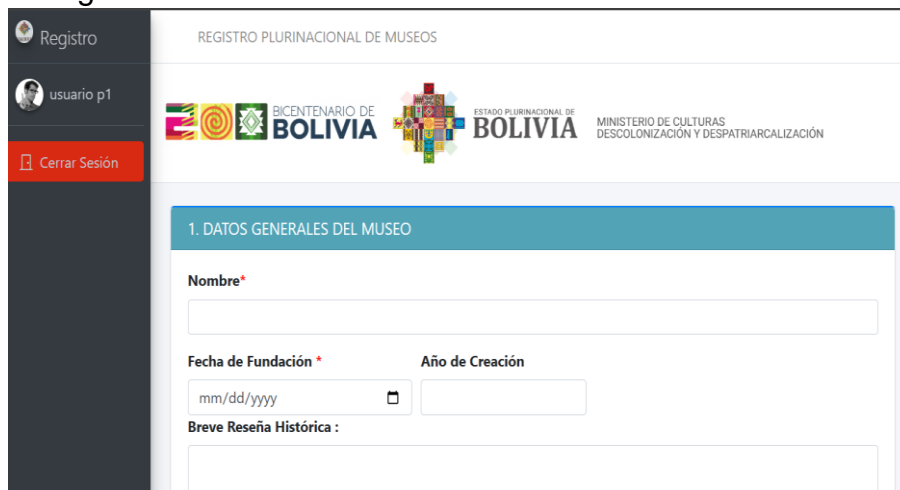 Registro
REGISTRO PLURINACIONAL DE MUSEOS
usuario p1
Cerrar Sesión
BICENTENARIO DE
BOLIVIA
ESTADO PLURINACIONAL DE
BOLIVIA
MINISTERIO DE CULTURAS
DESCOLONIZACIÓN Y DESPATRIARCALIZACIÓN
1. DATOS GENERALES DEL MUSEO
Nombre*
Fecha de Fundación *
Año de Creación
mm/dd/yyyy
Breve Reseña Histórica :